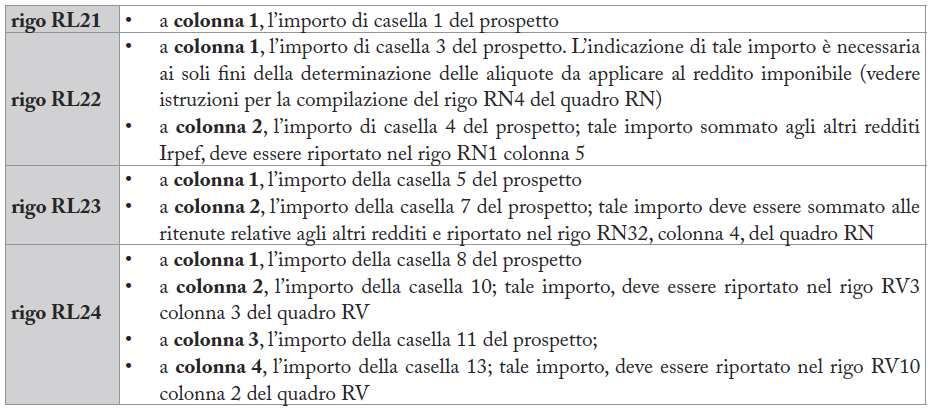 rigo RL21
• a colonna 1, l’importo di casella 1 del prospetto
rigo RL22
• a colonna 1, l’importo di casella 3 del prospetto. L’indicazione di tale importo è necessaria
ai soli fini della determinazione delle aliquote da applicare al reddito imponibile (vedere
istruzioni per la compilazione del rigo RN4 del quadro RN)
• a colonna 2, l’importo di casella 4 del prospetto; tale importo sommato agli altri redditi
Irpef, deve essere riportato nel rigo RN1 colonna 5
rigo RL23
• a colonna 1, l’importo della casella 5 del prospetto
• a colonna 2, l’importo della casella 7 del prospetto; tale importo deve essere sommato alle
ritenute relative agli altri redditi e riportato nel rigo RN32, colonna 4, del quadro RN
rigo RL24
• a colonna 1, l’importo della casella 8 del prospetto
• a colonna 2, l’importo della casella 10; tale importo, deve essere riportato nel rigo RV3
colonna 3 del quadro RV
• a colonna 3, l’importo della casella 11 del prospetto;
• a colonna 4, l’importo della casella 13; tale importo, deve essere riportato nel rigo RV10
colonna 2 del quadro RV